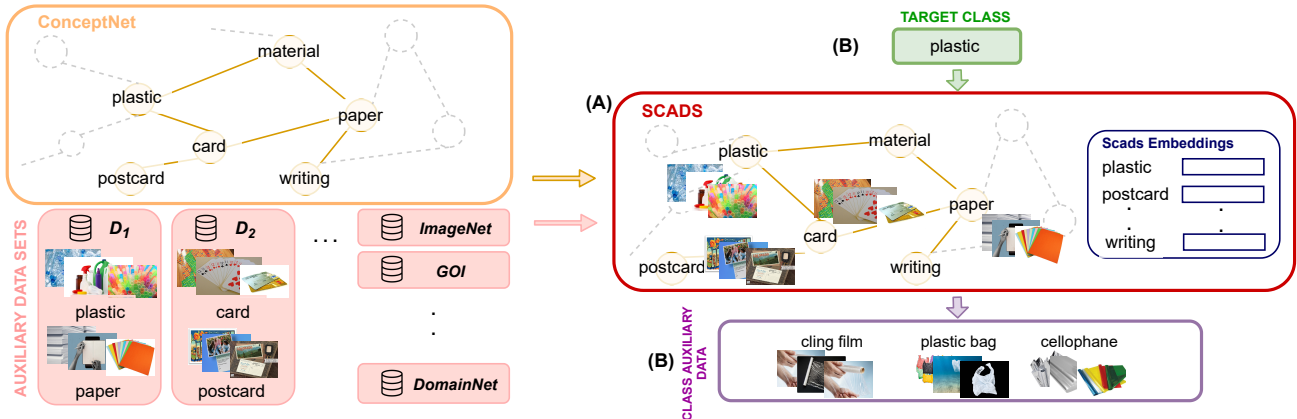 ConceptNet
material
plastic
paper
card
postcard
writing
AUXILIARY DATA SETS
D1
D2
...
plastic
card
paper
postcard
ImageNet
GOI
.
.
DomainNet
TARGET CLASS
(B)
plastic
(A)
SCADS
material
plastic
paper
card
postcard
writing
Scads Embeddings
plastic
postcard
. .
. .
writing
(B)
CLASS AUXILIARY
DATA
cling film
plastic bag
cellophane